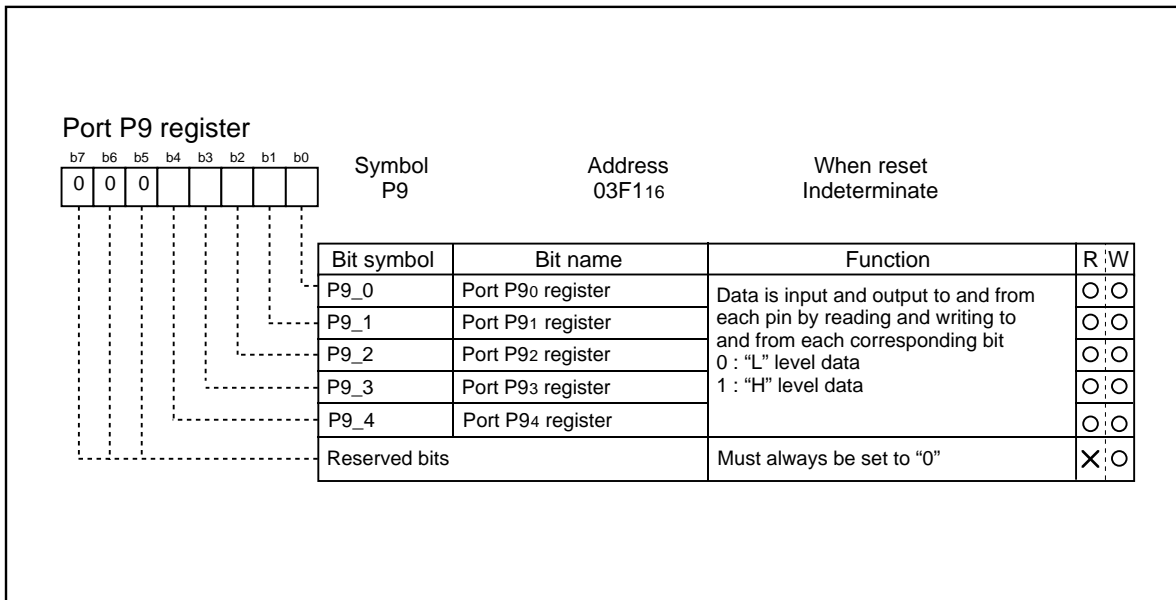 Port P9 register
b7 b6 b5 b4 b3 b2 b1 b0
0 0 0
Symbol Address When reset
P9 03F116 Indeterminate
Bit symbol Bit name Function R W
P9_0 Port P90 register
P9_1 Port P91 register
P9_2 Port P92 register
P9_3 Port P93 register
P9_4 Port P94 register
Data is input and output to and from
each pin by reading and writing to
and from each corresponding bit
0 : “L” level data
1 : “H” level data
Reserved bits Must always be set to “0”